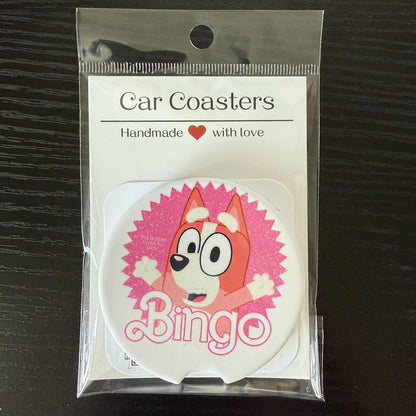 Car Coasters
Handmade ❤ with love
Bingo